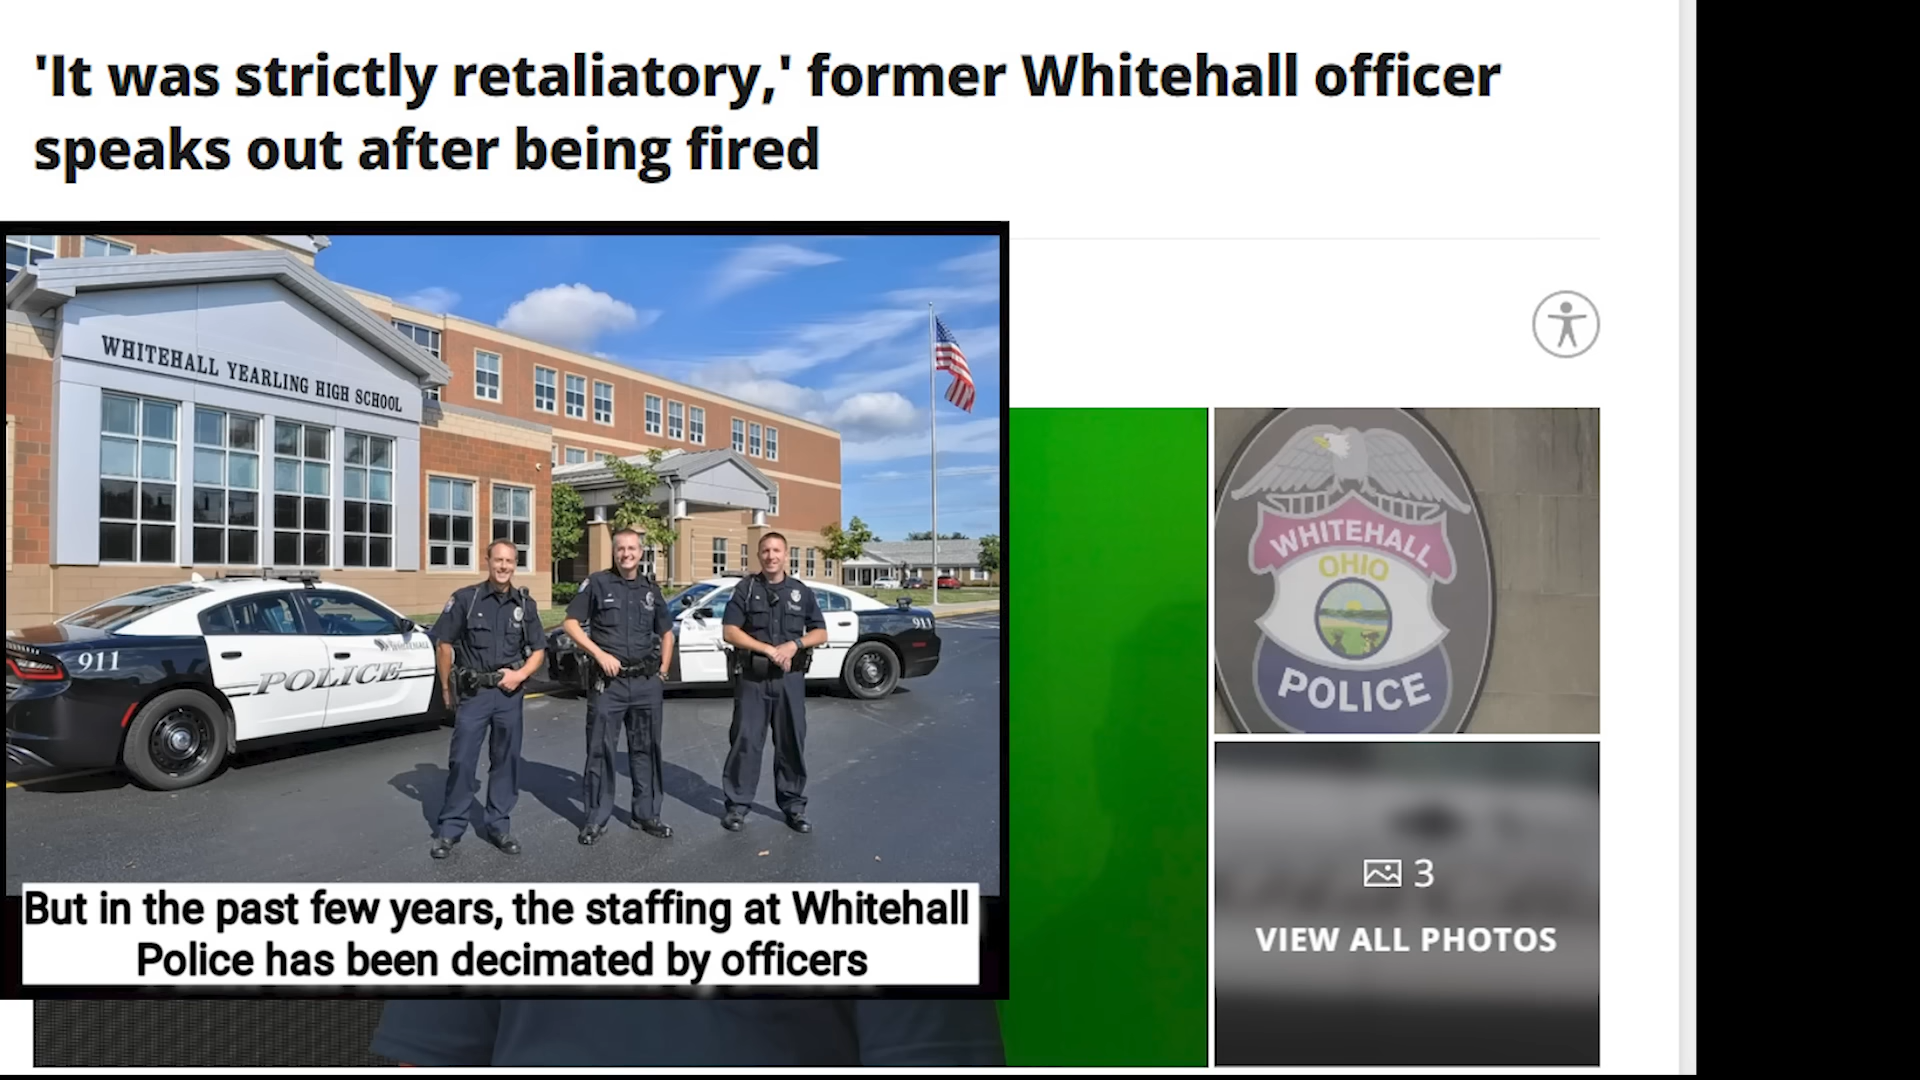 'It was strictly retaliatory,' former Whitehall officer
speaks out after being fired
WHITEHALL YEARLING HIGH SCHOOL
911
POLICE
WHITEHALL
911
But in the past few years, the staffing at Whitehall
Police has been decimated by officers
WHITEHALL
OHIO
POLICE
3
VIEW ALL PHOTOS